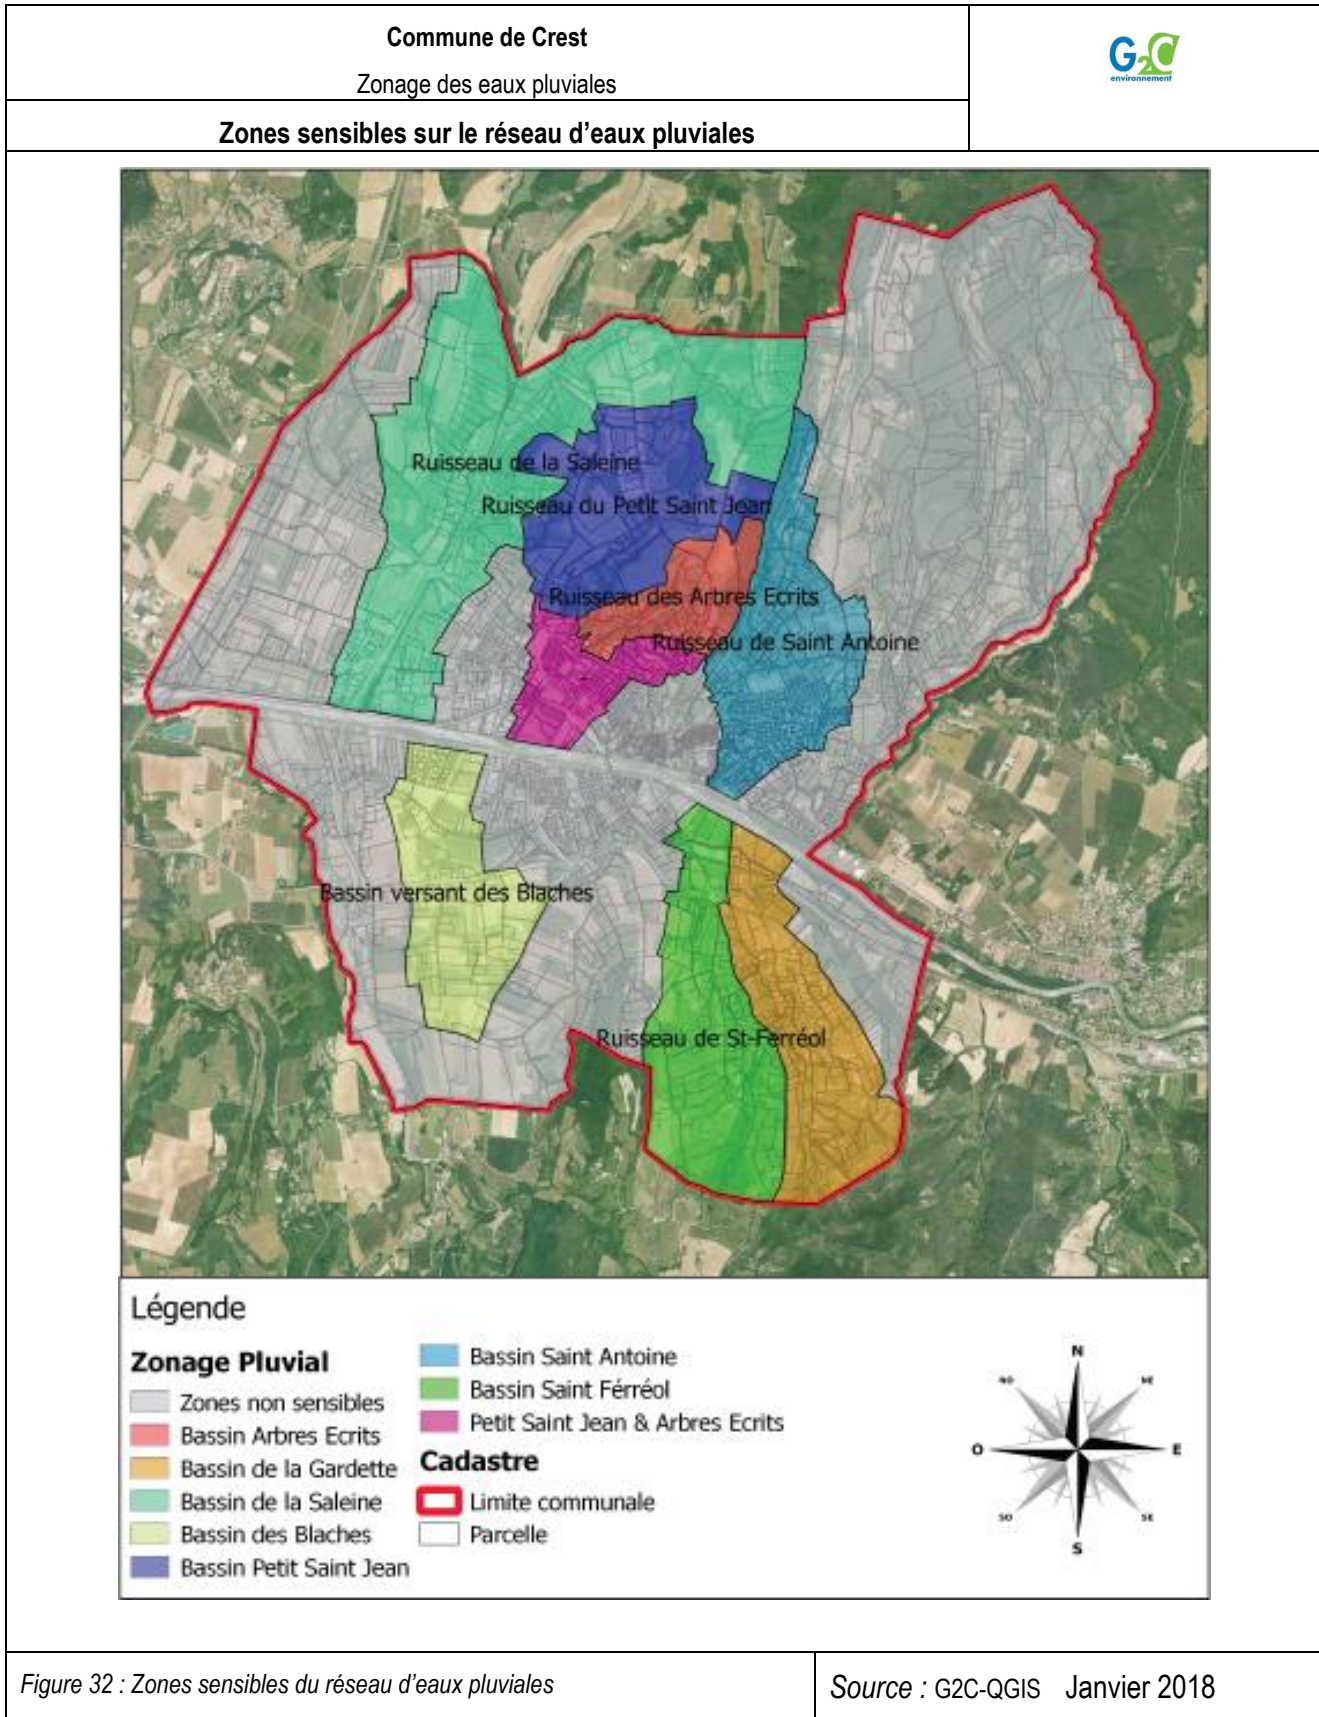 Commune de Crest
Zonage des eaux pluviales
Zones sensibles sur le réseau d'eaux pluviales
G2C
environnement
Ruisseau de la Saleine
Ruisseau du Petit Saint Jean
Ruisseau des Arbres Ecrits
Ruisseau de Saint Antoine
Bassin versant des Blaches
Ruisseau de St-Ferréol
Légende
Zonage Pluvial
Zones non sensibles
Bassin Arbres Ecrits
Bassin de la Gardette
Bassin de la Saleine
Bassin des Blaches
Bassin Petit Saint Jean
Bassin Saint Antoine
Bassin Saint Férréol
Petit Saint Jean & Arbres Ecrits
Cadastre
Limite communale
Parcelle
N
NO
NE
O
E
SO
SE
S
Figure 32 : Zones sensibles du réseau d'eaux pluviales
Source : G2C-QGIS Janvier 2018